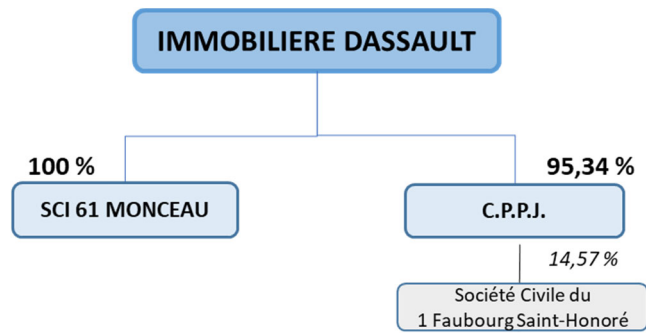 IMMOBILIERE DASSAULT
100 %
95,34 %
SCI 61 MONCEAU
C.P.P.J.
14,57 %
Société Civile du
1 Faubourg Saint-Honoré